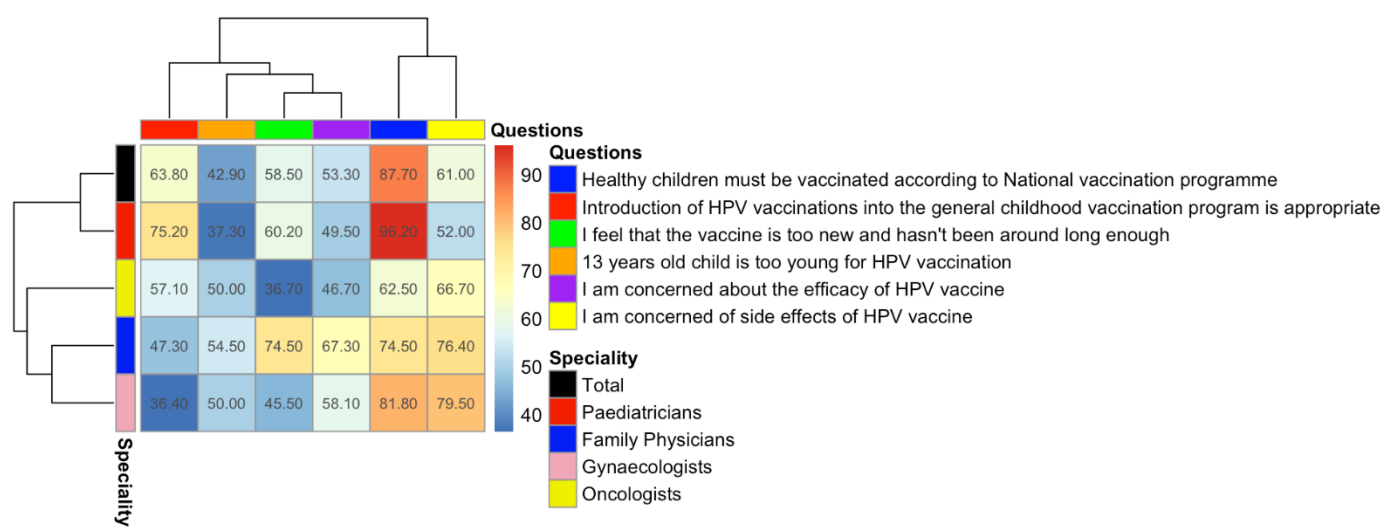 Questions
63.80 42.90 58.50 53.30 87.70 61.00
75.20 37.30 60.20 49.50 96.20 52.00
57.10 50.00 36.70 46.70 62.50 66.70
47.30 54.50 74.50 67.30 74.50 76.40
36.40 50.00 45.50 58.10 81.80 79.50
Speciality
90
80
70
60
50
40
Questions
Healthy children must be vaccinated according to National vaccination programme
Introduction of HPV vaccinations into the general childhood vaccination program is appropriate
I feel that the vaccine is too new and hasn't been around long enough
13 years old child is too young for HPV vaccination
I am concerned about the efficacy of HPV vaccine
I am concerned of side effects of HPV vaccine
Speciality
Total
Paediatricians
Family Physicians
Gynaecologists
Oncologists